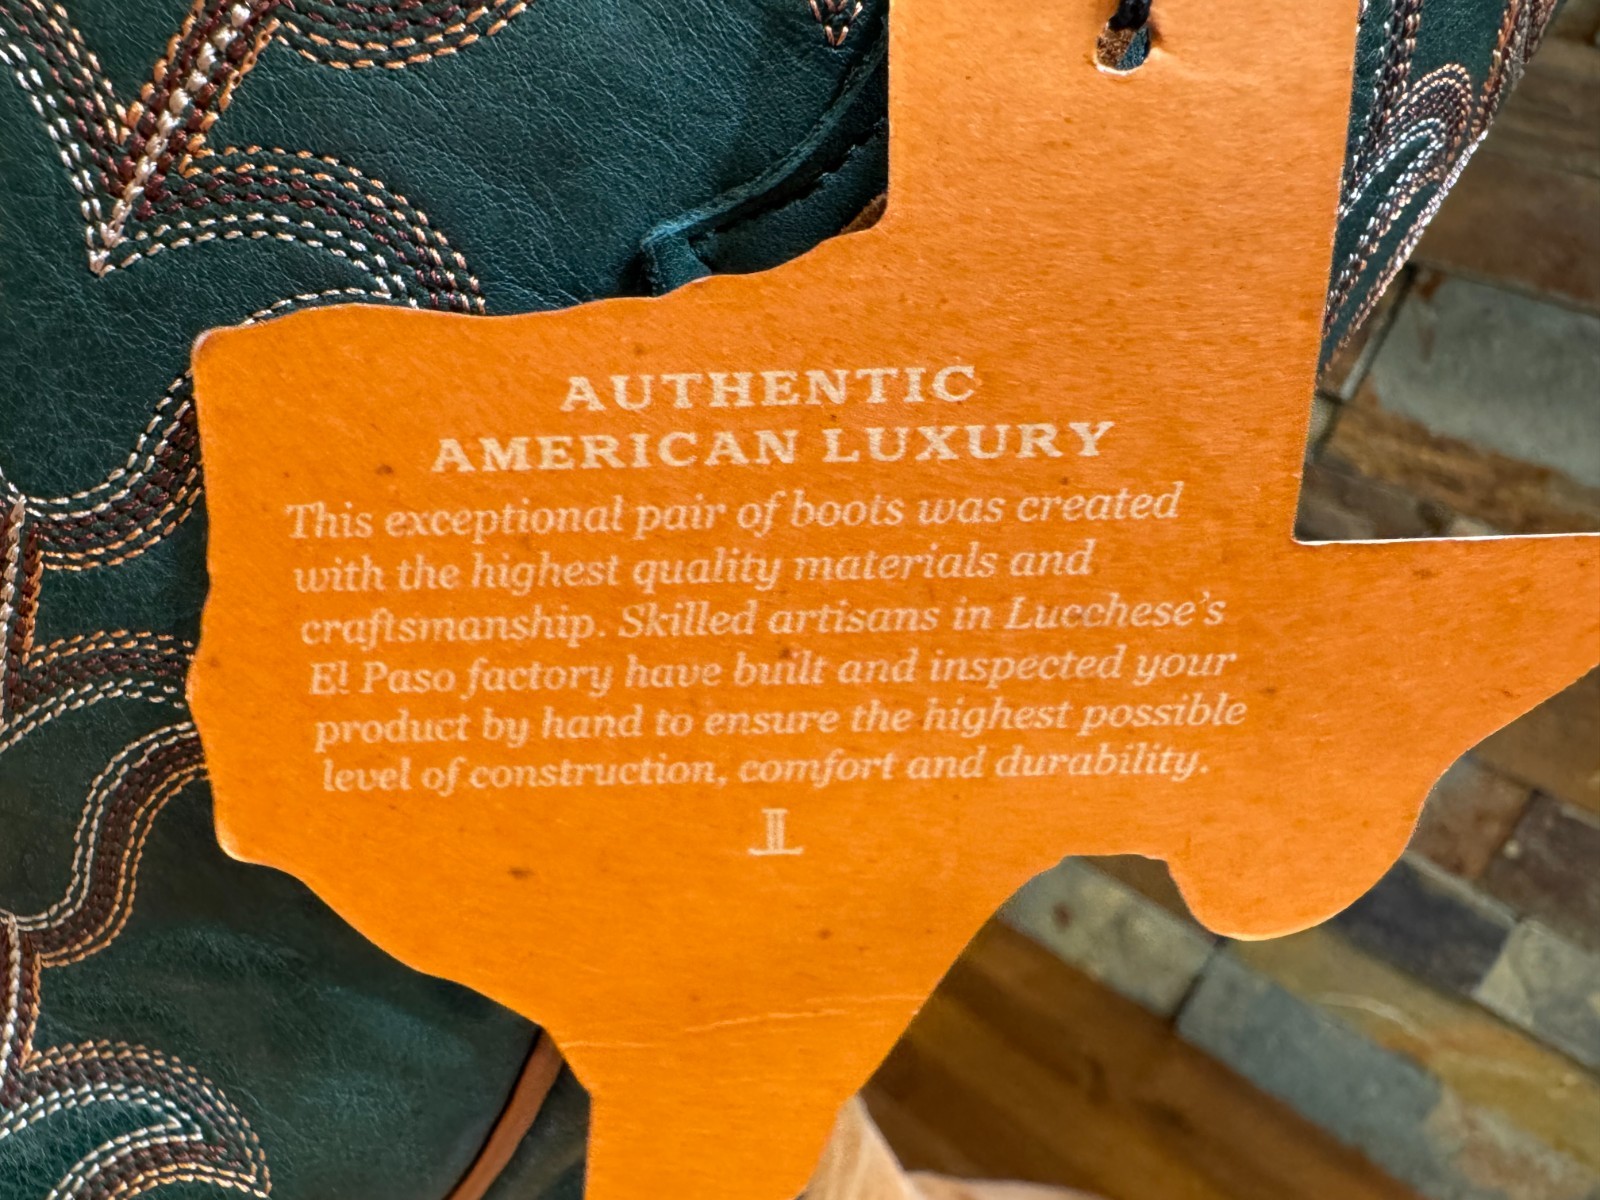 AUTHENTIC
AMERICAN LUXURY
This exceptional pair of boots was created
with the highest quality materials and
craftsmanship. Skilled artisans in Lucchese's
El Paso factory have built and inspected your
product by hand to ensure the highest possible
level of construction, comfort and durability.